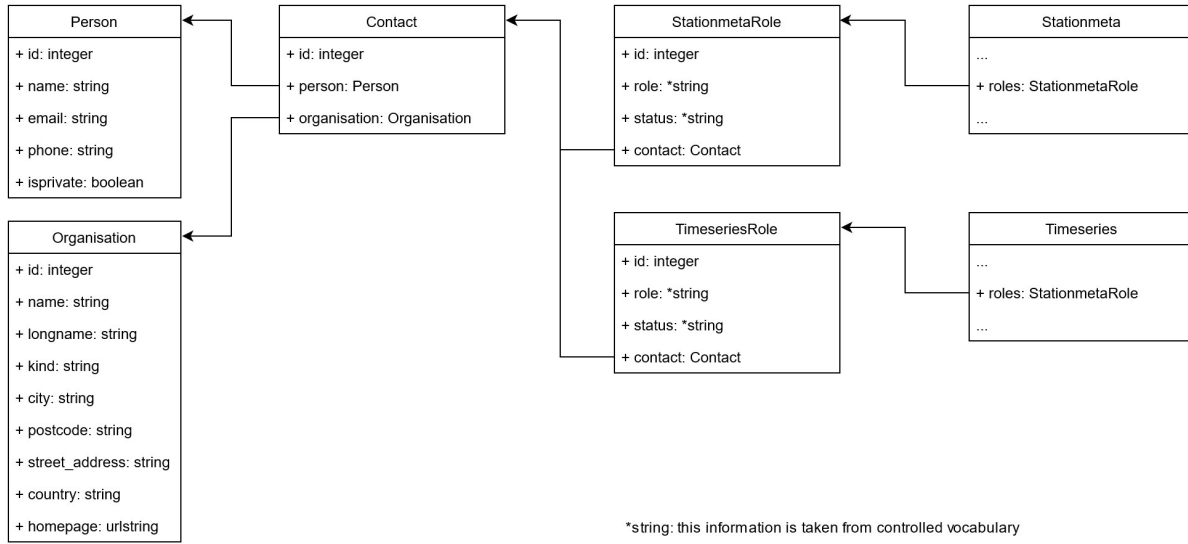 Person
+ id: integer
+ name: string
+ email: string
+ phone: string
+ isprivate: boolean
Organisation
+ id: integer
+ name: string
+ longname: string
+ kind: string
+ city: string
+ postcode: string
+ street_address: string
+ country: string
+ homepage: urlstring
Contact
+ id: integer
+ person: Person
+ organisation: Organisation
StationmetaRole
+ id: integer
+ role: *string
+ status: *string
+ contact: Contact
TimeseriesRole
+ id: integer
+ role: *string
+ status: *string
+ contact: Contact
Stationmeta
...
+ roles: StationmetaRole
...
Timeseries
...
+ roles: StationmetaRole
...
*string: this information is taken from controlled vocabulary